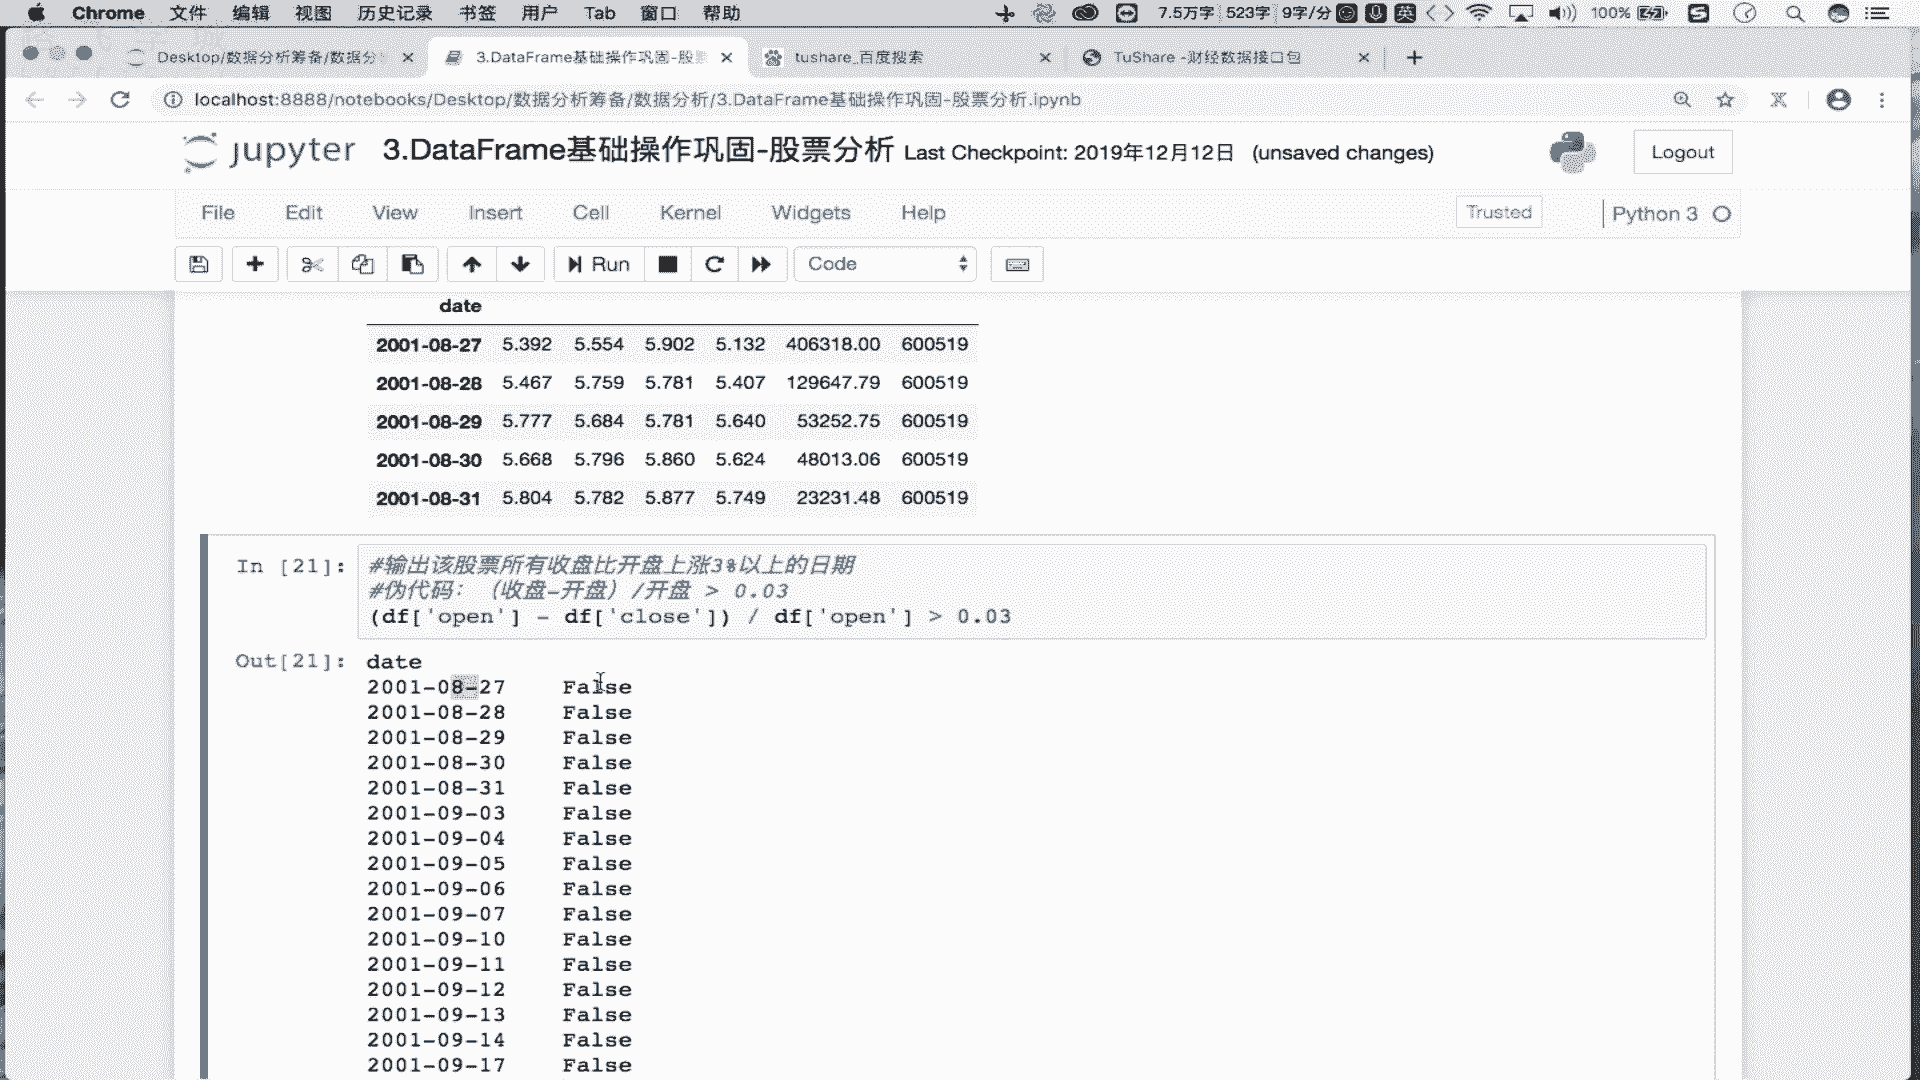 Chrome 文件 编辑 视图 历史记录 书签 用户 Tab 窗口 帮助 7.5万字 523字 9字/分 英 100%
Desktop/数据分析筹备/数据分
3.DataFrame基础操作巩固-股
tushare_百度搜索
TuShare -财经数据接口包
localhost:8888/notebooks/Desktop/数据分析筹备/数据分析/3.DataFrame基础操作巩固-股票分析.ipynb
jupyter 3.DataFrame基础操作巩固-股票分析 Last Checkpoint: 2019年12月12日 (unsaved changes) Logout
File Edit View Insert Cell Kernel Widgets Help Trusted Python 3
Run Code
date
2001-08-27 5.392 5.554 5.902 5.132 406318.00 600519
2001-08-28 5.467 5.759 5.781 5.407 129647.79 600519
2001-08-29 5.777 5.684 5.781 5.640 53252.75 600519
2001-08-30 5.668 5.796 5.860 5.624 48013.06 600519
2001-08-31 5.804 5.782 5.877 5.749 23231.48 600519
In [21]: #输出该股票所有收盘比开盘上涨3%以上的日期
#伪代码：（收盘-开盘）/开盘 > 0.03
(df['open'] - df['close']) / df['open'] > 0.03
Out[21]: date
2001-08-27 False
2001-08-28 False
2001-08-29 False
2001-08-30 False
2001-08-31 False
2001-09-03 False
2001-09-04 False
2001-09-05 False
2001-09-06 False
2001-09-07 False
2001-09-10 False
2001-09-11 False
2001-09-12 False
2001-09-13 False
2001-09-14 False
2001-09-17 False